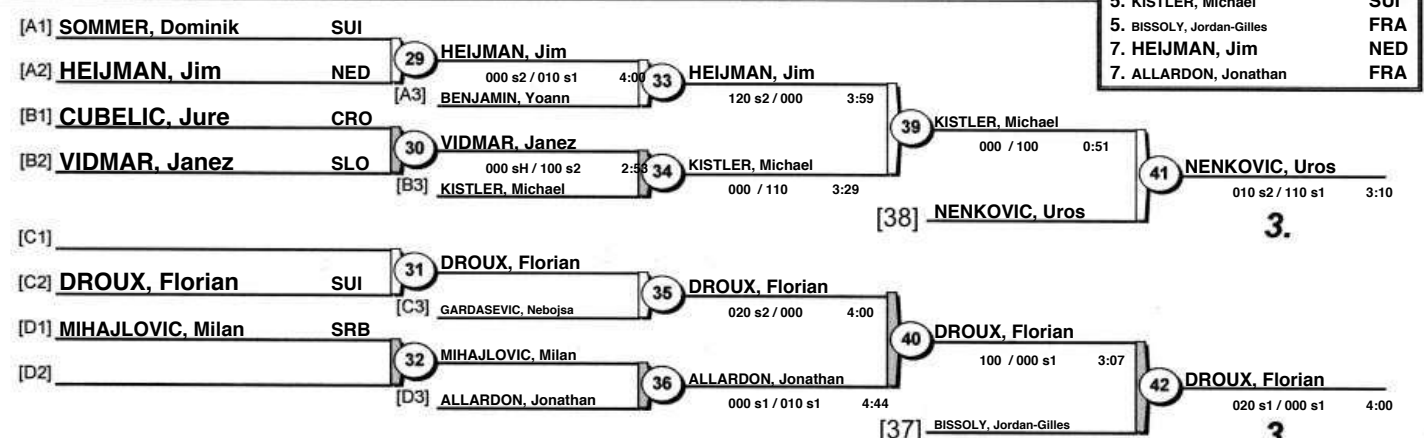 5. KISTLER, Michael SUI
5. BISSOLY, Jordan-Gilles FRA
7. HEIJMAN, Jim NED
7. ALLARDON, Jonathan FRA
[A1] SOMMER, Dominik SUI
29 HEIJMAN, Jim
[A2] HEIJMAN, Jim NED
000 s2 / 010 s1 4:00
33 HEIJMAN, Jim
[A3] BENJAMIN, Yoann
120 s2 / 000 3:59
[B1] CUBELIC, Jure CRO
39 KISTLER, Michael
000 / 100 0:51
30 VIDMAR, Janez
[B2] VIDMAR, Janez SLO
000 sH / 100 s2 2:53
34 KISTLER, Michael
[B3] KISTLER, Michael
000 / 110 3:29
41 NENKOVIC, Uros
010 s2 / 110 s1 3:10
[38] NENKOVIC, Uros
3.
[C1]
31 DROUX, Florian
[C2] DROUX, Florian SUI
35 DROUX, Florian
[C3] GARDASEVIC, Nebojsa
020 s2 / 000 4:00
[D1] MIHAJLOVIC, Milan SRB
40 DROUX, Florian
100 / 000 s1 3:07
32 MIHAJLOVIC, Milan
[D2]
36 ALLARDON, Jonathan
[D3] ALLARDON, Jonathan
000 s1 / 010 s1 4:44
42 DROUX, Florian
020 s1 / 000 s1 4:00
[37] BISSOLY, Jordan-Gilles
3.